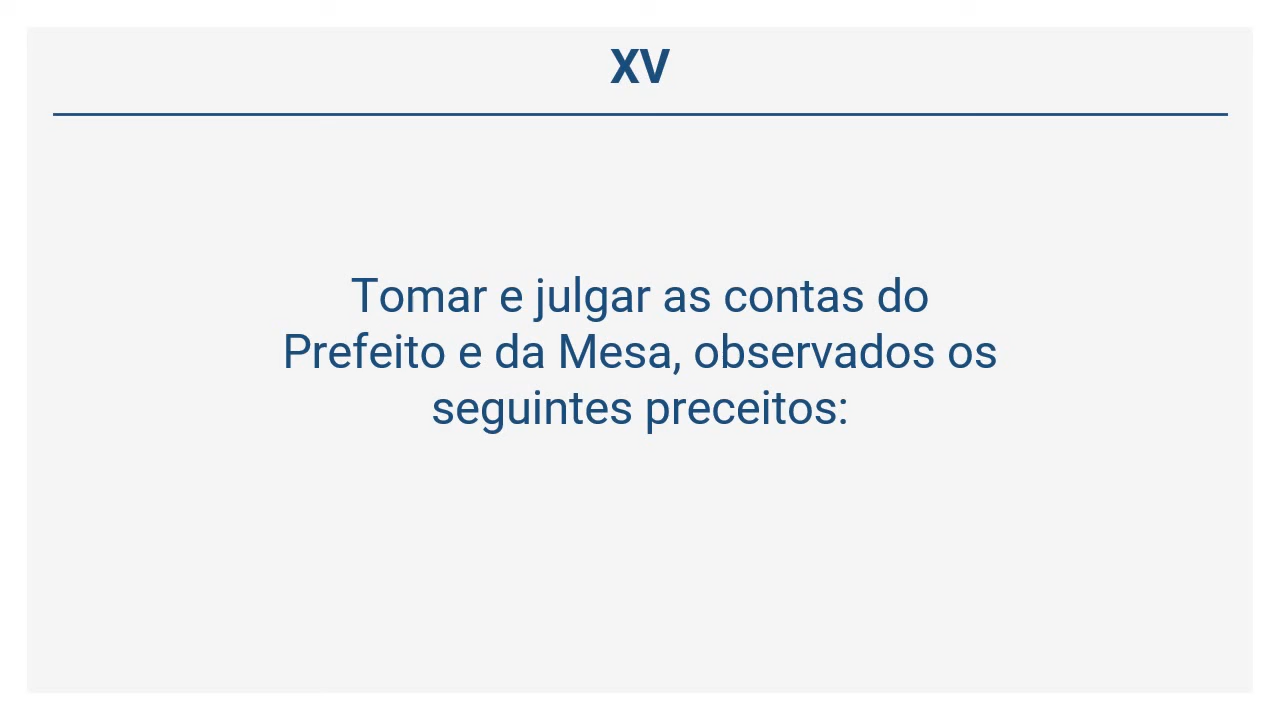 XV
Tomar e julgar as contas do
Prefeito e da Mesa, observados os
seguintes preceitos: